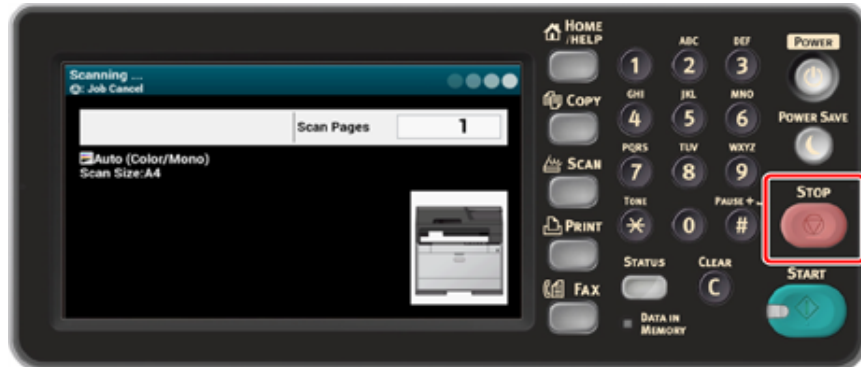 Scanning ...
: Job Cancel
Scan Pages 1
Auto (Color/Mono)
Scan Size:A4
HOME
/HELP
COPY
SCAN
PRINT
FAX
ABC DEF
1 2 3
GHI JKL MNO
4 5 6
PQRS TUV WXYZ
7 8 9
TONE PAUSE + -
* 0 #
STATUS CLEAR
C
DATA IN
MEMORY
POWER
POWER SAVE
STOP
START